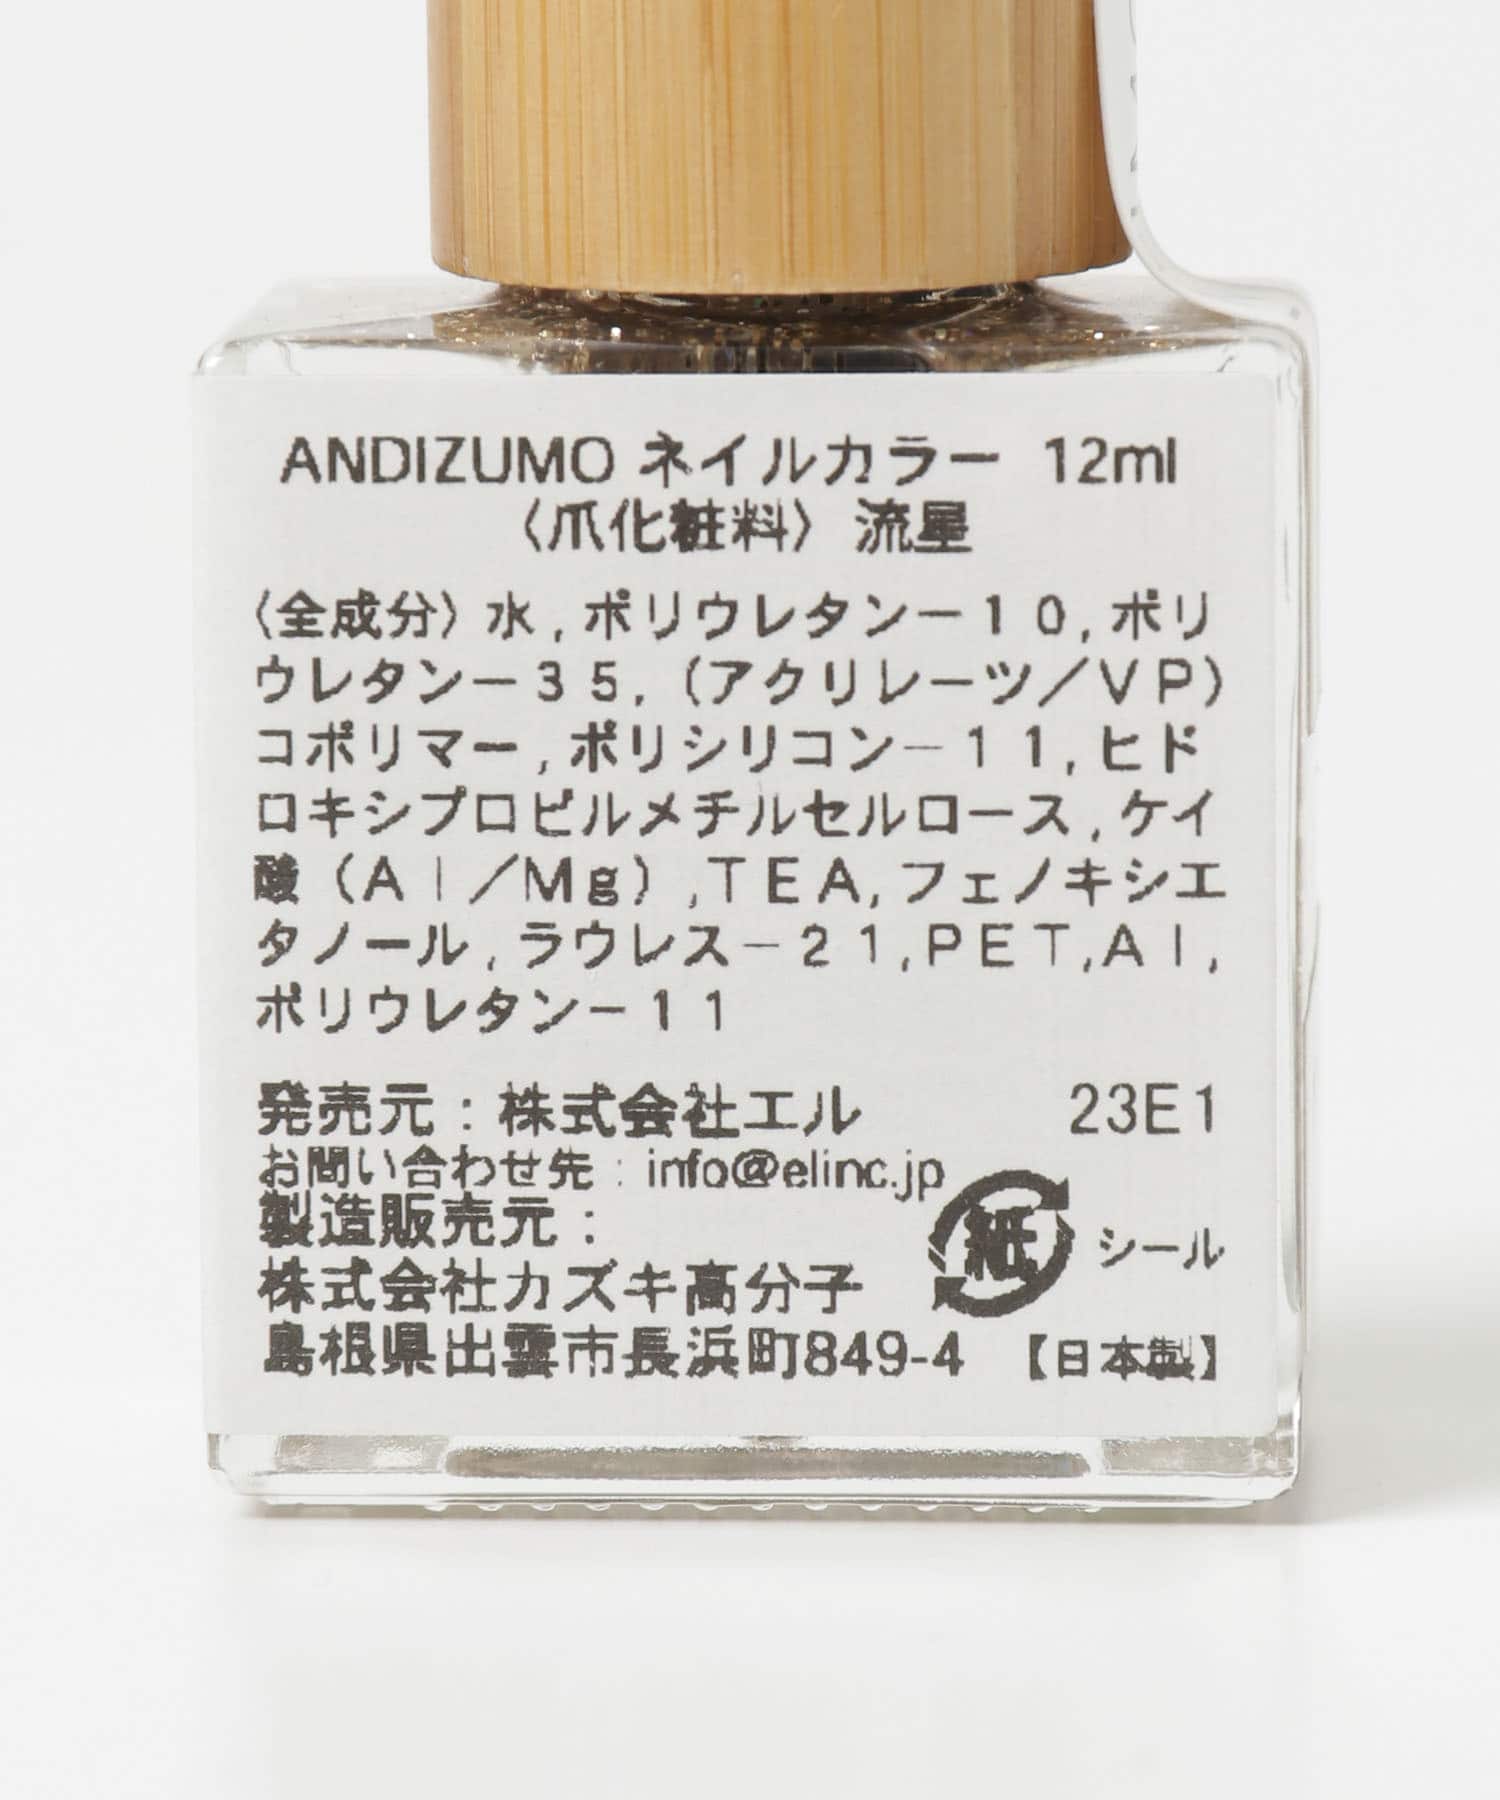 ANDIZUMO ネイルカラー 12ml
〈爪化粧料〉 流星
〈全成分〉水,ポリウレタン－10,ポリ
ウレタン－35,(アクリレーツ/VP)
コポリマー,ポリシリコン－11,ヒド
ロキシプロピルメチルセルロース,ケイ
酸(Al/Mg),TEA,フェノキシエ
タノール,ラウレス－21,PET,Al,
ポリウレタン－11
発売元：株式会社エル 23E1
お問い合わせ先：info@elinc.jp
製造販売元：
紙 シール
株式会社カズキ高分子
島根県出雲市長浜町849-4 【日本製】